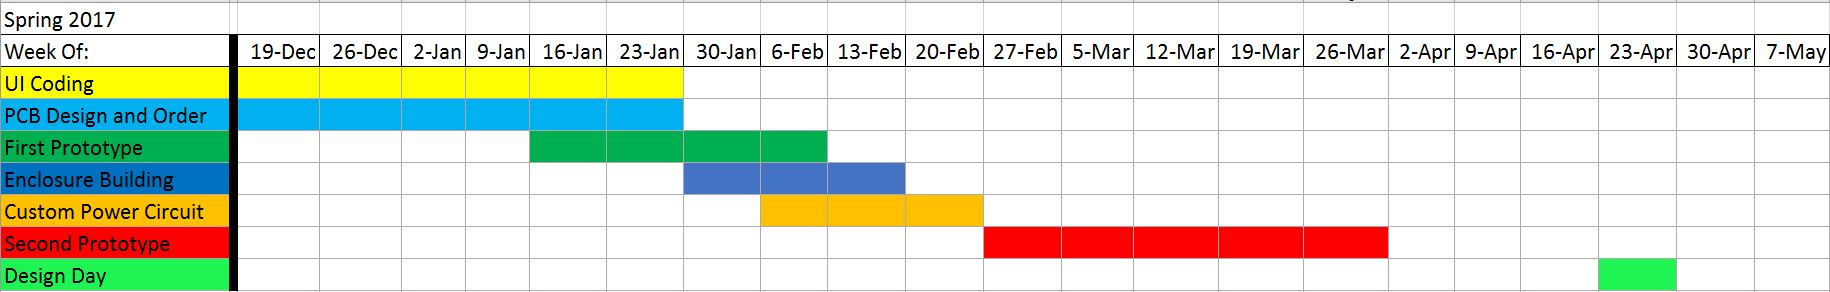 Spring 2017
Week Of: 19-Dec 26-Dec 2-Jan 9-Jan 16-Jan 23-Jan 30-Jan 6-Feb 13-Feb 20-Feb 27-Feb 5-Mar 12-Mar 19-Mar 26-Mar 2-Apr 9-Apr 16-Apr 23-Apr 30-Apr 7-May
UI Coding
PCB Design and Order
First Prototype
Enclosure Building
Custom Power Circuit
Second Prototype
Design Day